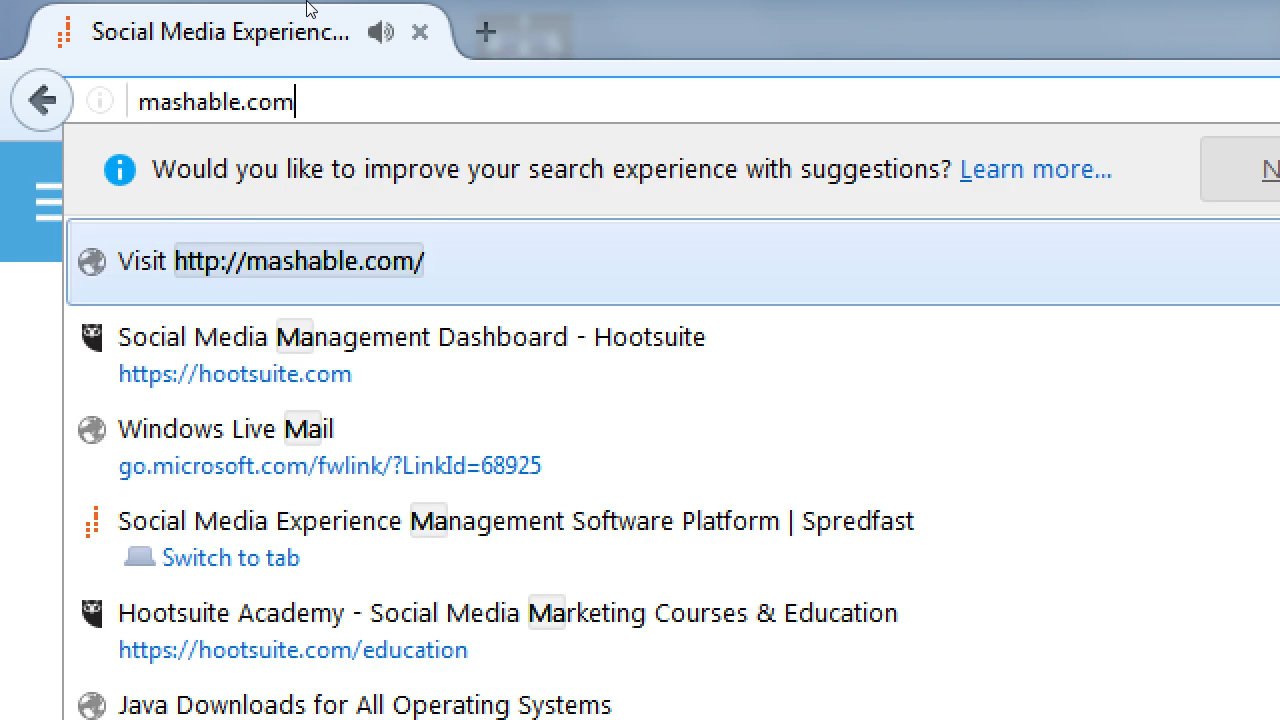 Social Media Experienc...
mashable.com
Would you like to improve your search experience with suggestions? Learn more...
N
Visit http://mashable.com/
Social Media Management Dashboard - Hootsuite
https://hootsuite.com
Windows Live Mail
go.microsoft.com/fwlink/?LinkId=68925
Social Media Experience Management Software Platform | Spredfast
Switch to tab
Hootsuite Academy - Social Media Marketing Courses & Education
https://hootsuite.com/education
Java Downloads for All Operating Systems